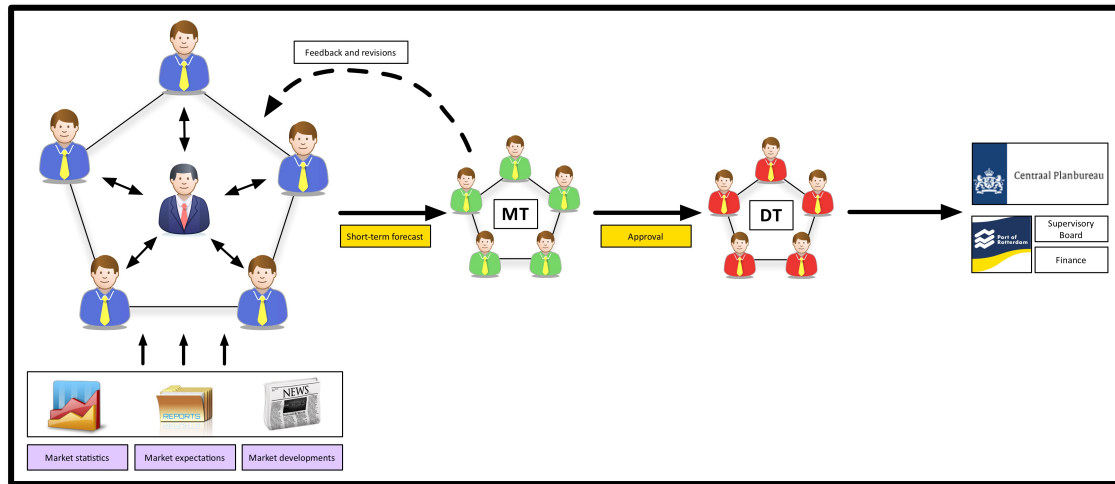 Feedback and revisions
MT
DT
Short-term forecast
Approval
Centraal Planbureau
Port of
Rotterdam
Supervisory
Board
Finance
NEWS
REPORTS
Market statistics
Market expectations
Market developments